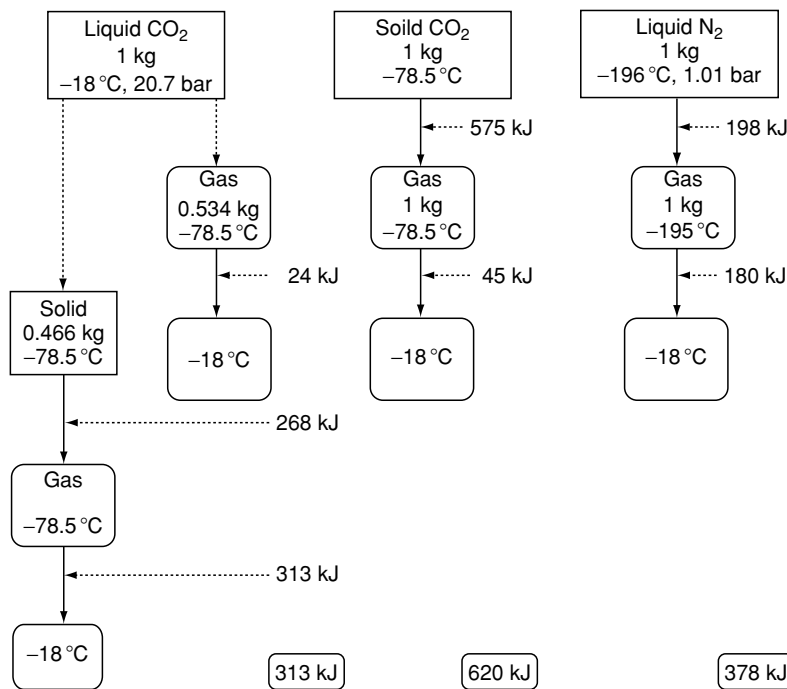 Liquid CO₂
1 kg
–18 °C, 20.7 bar
Soild CO₂
1 kg
–78.5 °C
Liquid N₂
1 kg
–196 °C, 1.01 bar
575 kJ
198 kJ
Gas
0.534 kg
–78.5 °C
Gas
1 kg
–78.5 °C
Gas
1 kg
–195 °C
24 kJ
45 kJ
180 kJ
Solid
0.466 kg
–78.5 °C
–18 °C
–18 °C
–18 °C
268 kJ
Gas
–78.5 °C
313 kJ
–18 °C
313 kJ
620 kJ
378 kJ